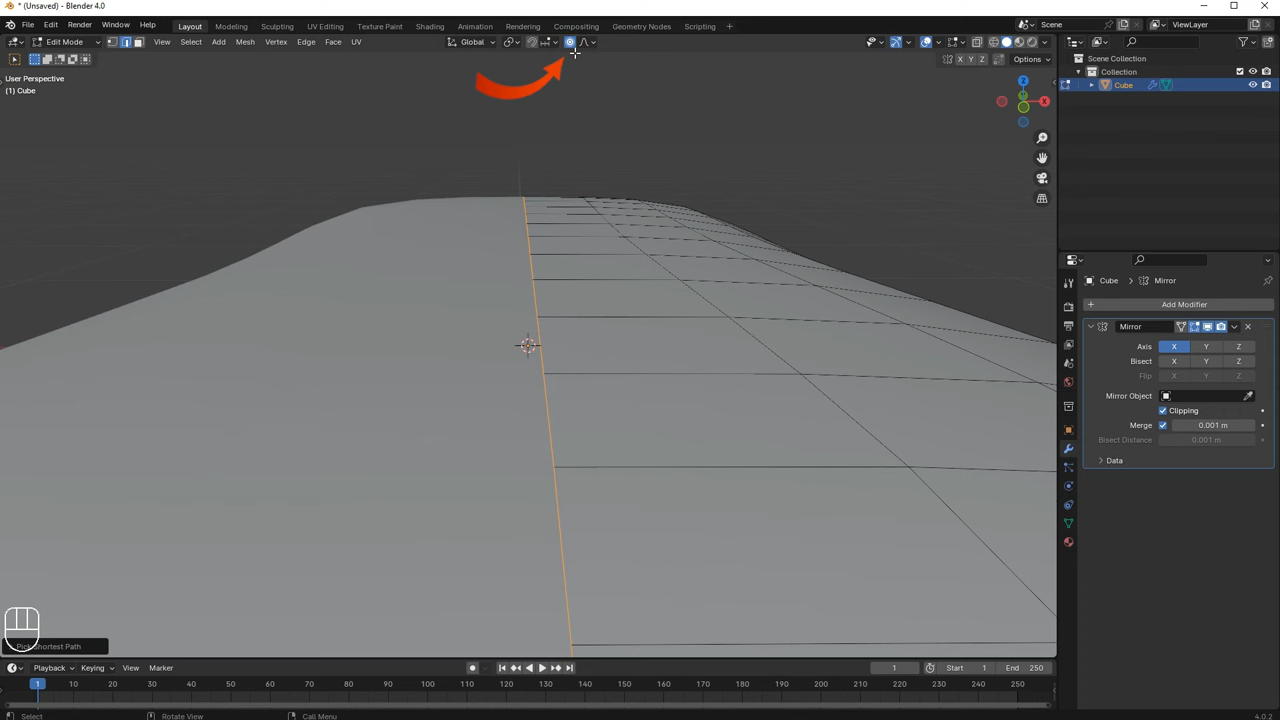 * (Unsaved) - Blender 4.0
File Edit Render Window Help Layout Modeling Sculpting UV Editing Texture Paint Shading Animation Rendering Compositing Geometry Nodes Scripting + Scene ViewLayer
Edit Mode View Select Add Mesh Vertex Edge Face UV Global
X Y Z Options
User Perspective
(1) Cube
Z
X
Scene Collection
Collection
Cube
Cube Mirror
Add Modifier
Mirror
Axis X Y Z
Bisect X Y Z
Flip X Y Z
Mirror Object
Clipping
Merge 0.001 m
Bisect Distance 0.001 m
Data
Pick Shortest Path
Playback Keying View Marker 1 Start 1 End 250
1 10 20 30 40 50 60 70 80 90 100 110 120 130 140 150 160 170 180 190 200 210 220 230 240 250
Select Rotate View Call Menu 4.0.2